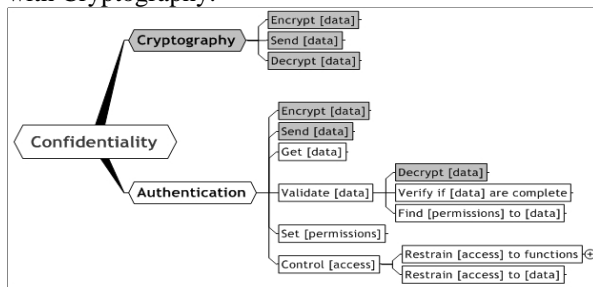 with Cryptography.
Encrypt [data]
Cryptography
Send [data]
Decrypt [data]
Confidentiality
Encrypt [data]
Send [data]
Get [data]
Authentication
Validate [data]
Decrypt [data]
Verify if [data] are complete
Find [permissions] to [data]
Set [permissions]
Control [access]
Restrain [access] to functions
Restrain [access] to [data]